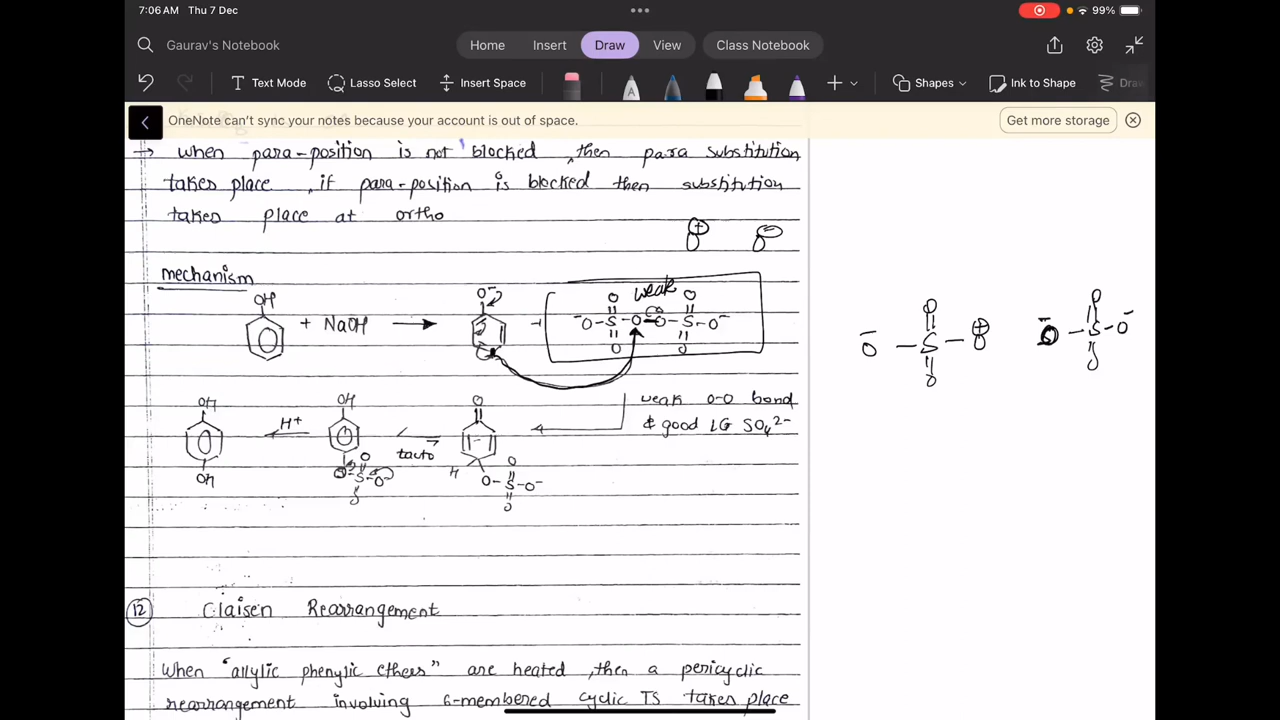 7:06 AM Thu 7 Dec
99%
Gaurav's Notebook
Home Insert Draw View Class Notebook
Text Mode Lasso Select Insert Space Shapes Ink to Shape Dra
OneNote can't sync your notes because your account is out of space. Get more storage
→ when para-position is not blocked, then para substitution
takes place, if para-position is blocked then substitution
takes place at ortho
mechanism
weak
OH + NaOH → O⁻ + ⁻O-S-O-O-S-O⁻
O O
O O
weak O-O bond
& good LG SO₄²⁻
OH H+ OH tauto O
OH O-S-O⁻ H O-S-O⁻
O O
O O
⁻O-S-O⊕ ⁻O-S-O⁻
O O
O O
12 Claisen Rearrangement
When "allylic phenylic ethers" are heated, then a pericyclic
rearrangement involving 6-membered cyclic TS takes place